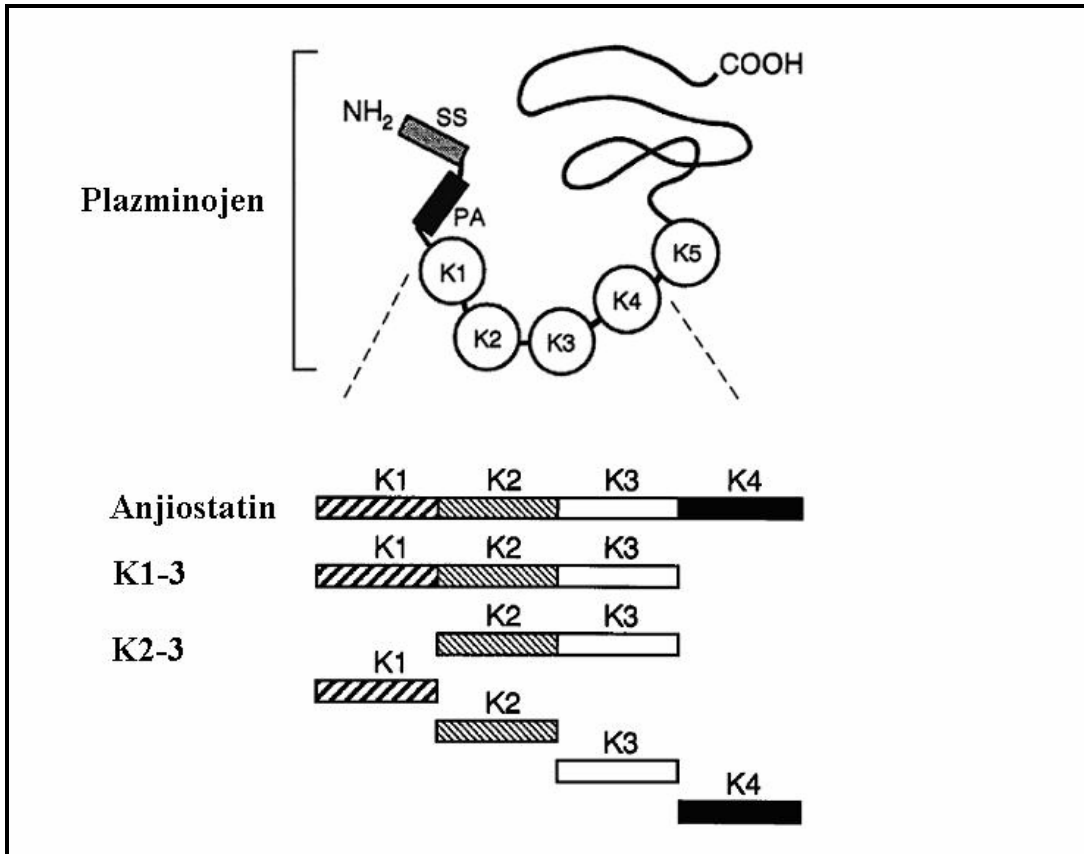 COOH
NH2 SS
Plazminojen
PA
K1
K2
K3
K4
K5
K1 K2 K3 K4
Anjiostatin
K1 K2 K3
K1-3
K2 K3
K2-3
K1
K2
K3
K4